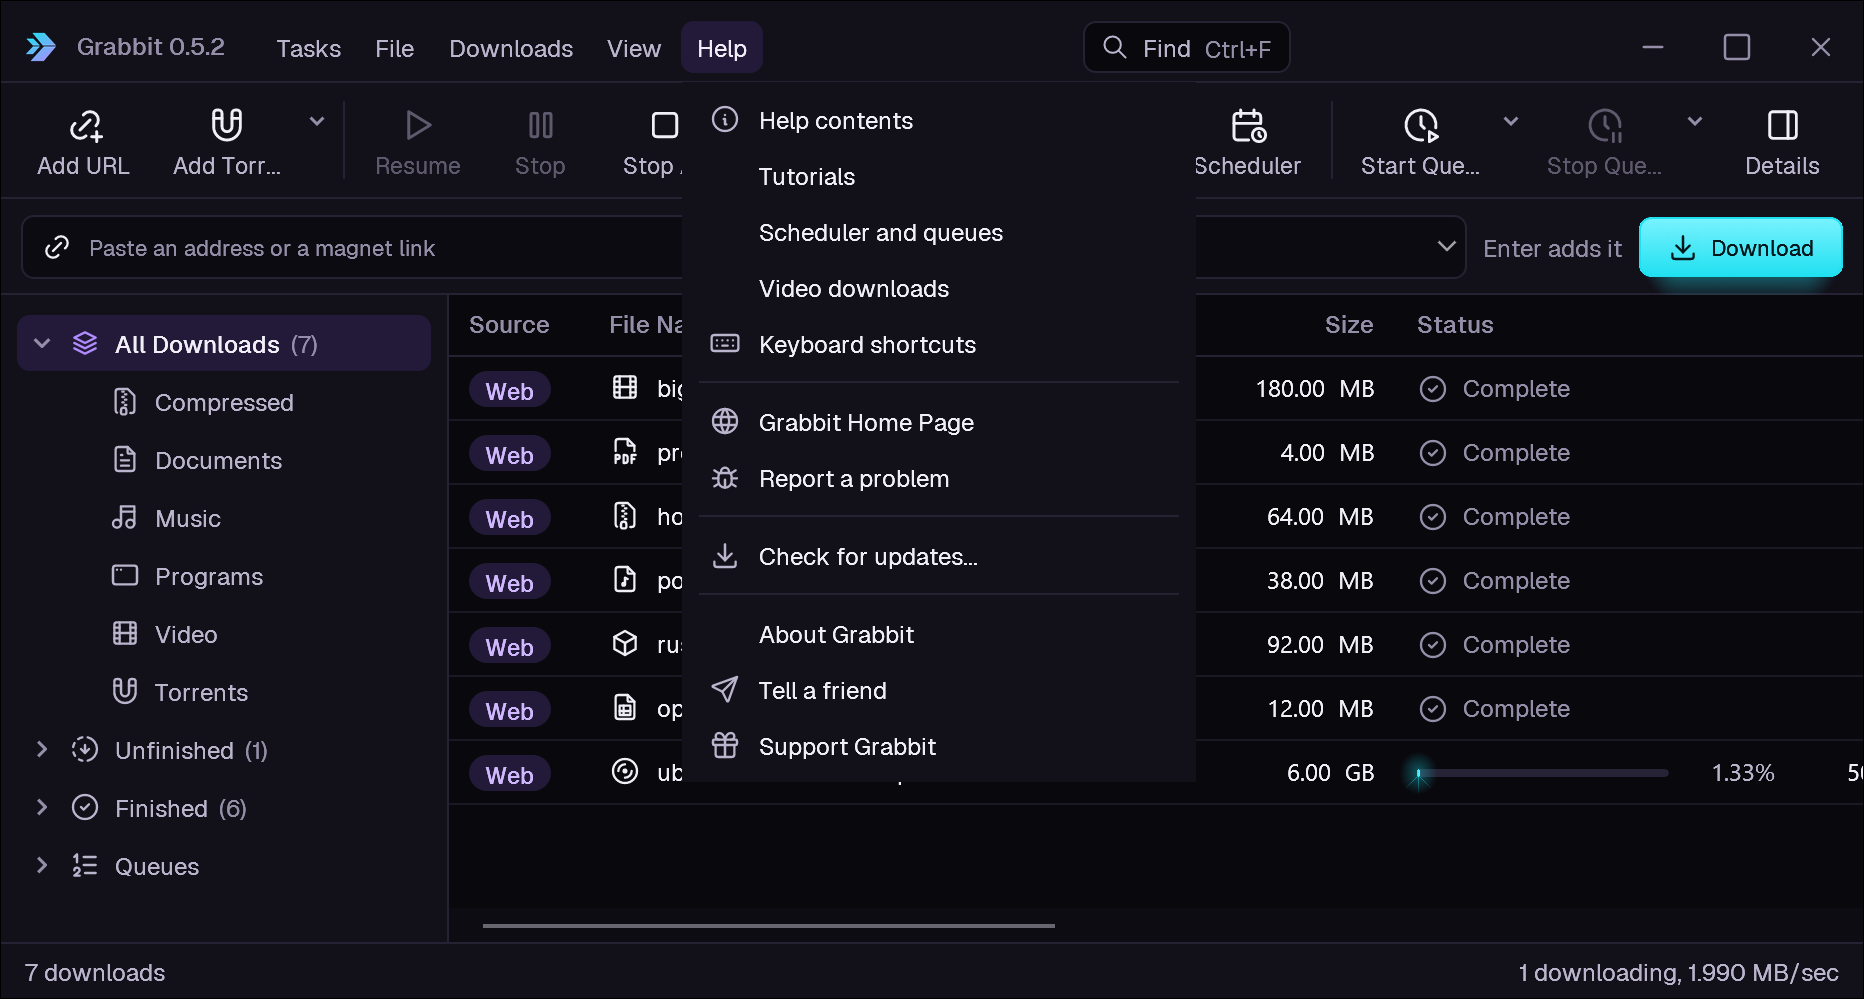 Grabbit 0.5.2 Tasks File Downloads View Help Find Ctrl+F
Add URL Add Torr... Resume Stop Stop Scheduler Start Que... Stop Que... Details
Paste an address or a magnet link Enter adds it Download
Help contents
Tutorials
Scheduler and queues
Video downloads
Keyboard shortcuts
Grabbit Home Page
Report a problem
Check for updates...
About Grabbit
Tell a friend
Support Grabbit
All Downloads (7)
Compressed
Documents
Music
Programs
Video
Torrents
Unfinished (1)
Finished (6)
Queues
Source File Size Status
Web 180.00 MB Complete
Web 4.00 MB Complete
Web 64.00 MB Complete
Web 38.00 MB Complete
Web 92.00 MB Complete
Web 12.00 MB Complete
Web 6.00 GB 1.33%
7 downloads 1 downloading, 1.990 MB/sec